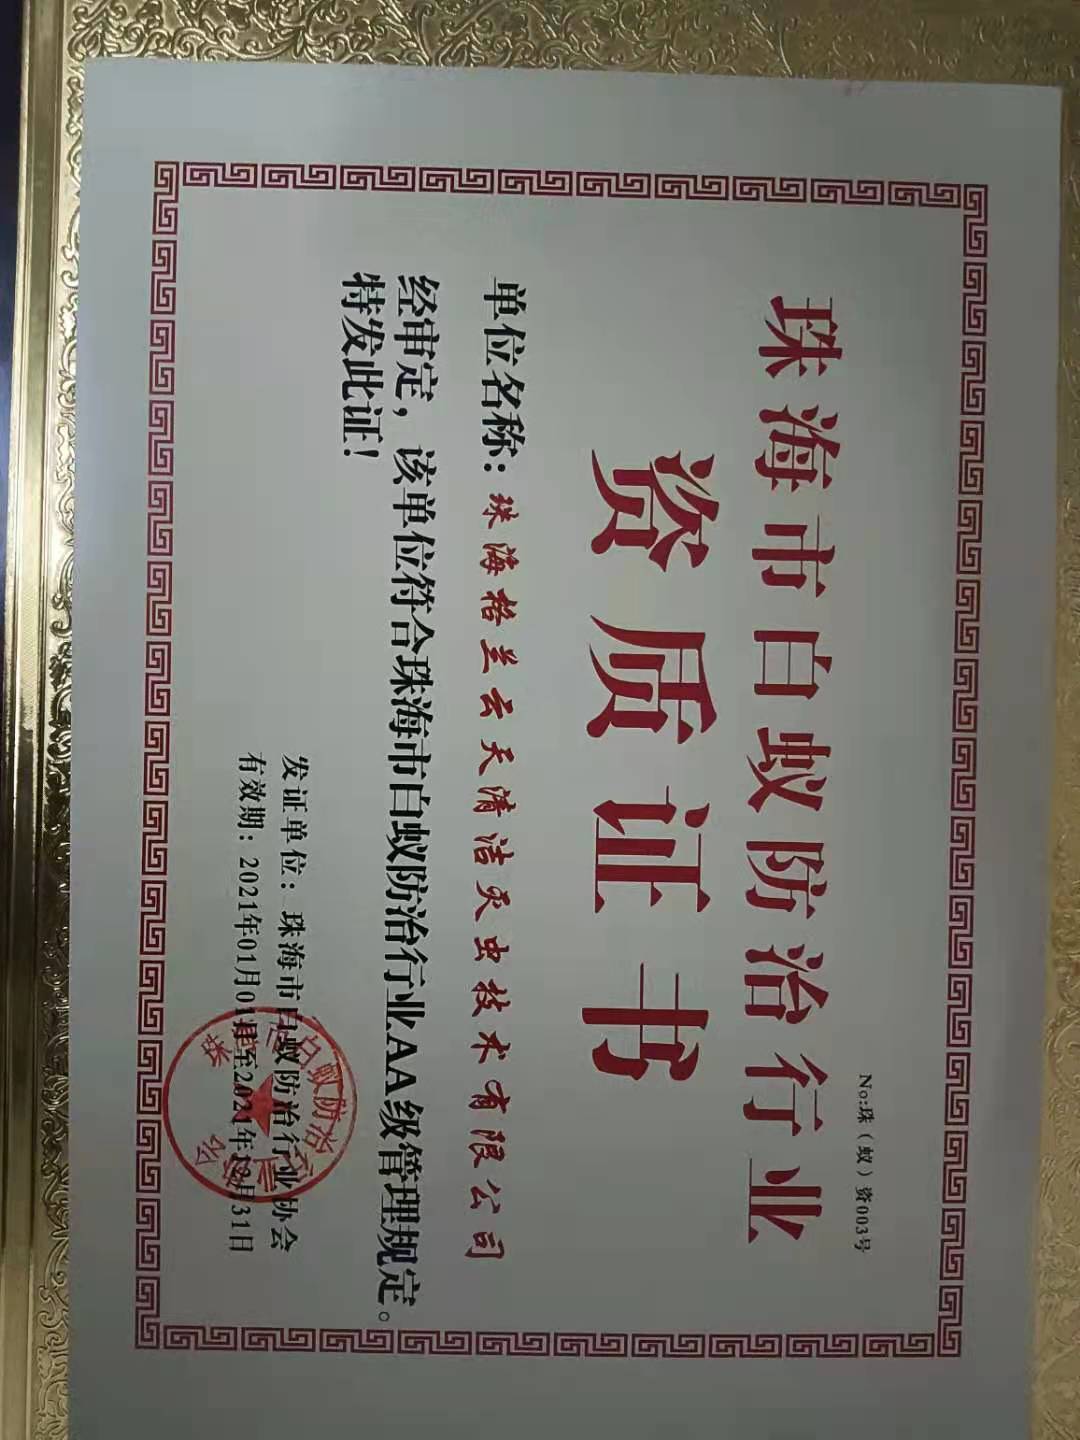 No:珠（蚁）资003号
珠海市白蚁防治行业
资质证书
单位名称：珠海格兰云天清洁灭虫技术有限公司
经审定，该单位符合珠海市白蚁防治行业AA级管理规定。
特发此证！
发证单位：珠海市白蚁防治行业协会
有效期：2021年01月01日至2021年12月31日